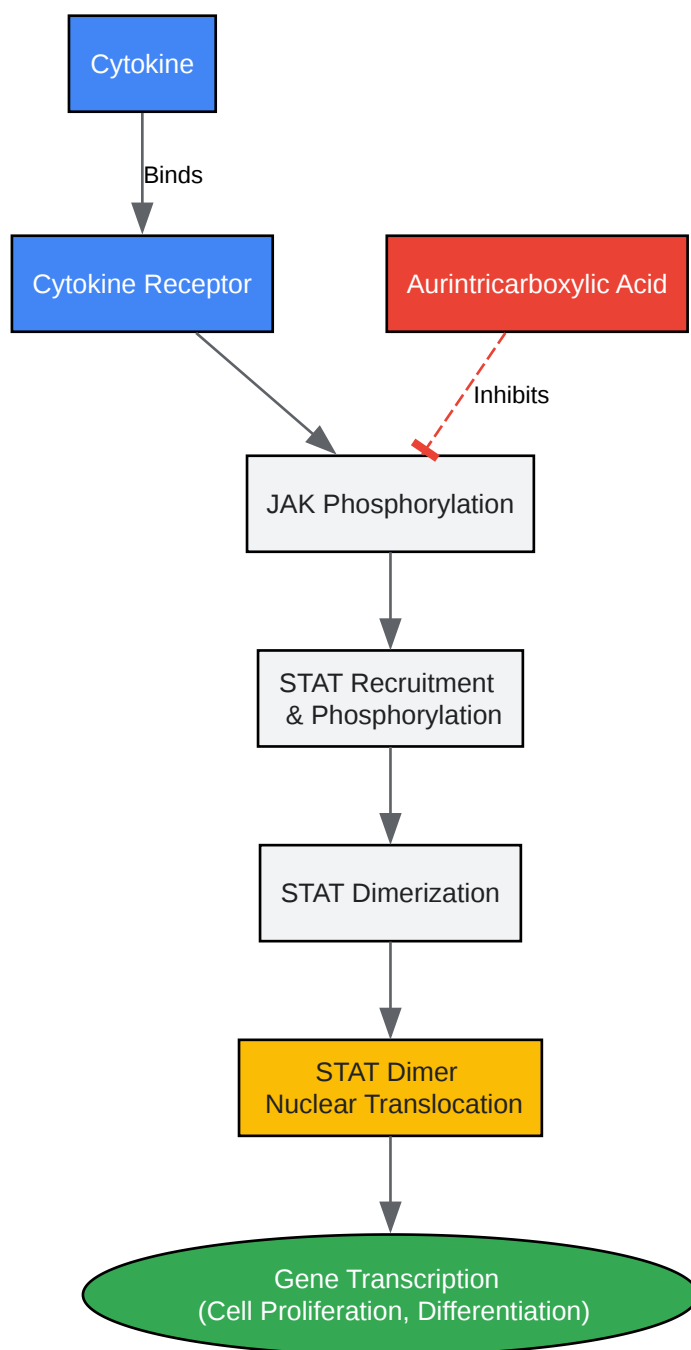 Cytokine
Binds
Cytokine Receptor
Aurintricarboxylic Acid
Inhibits
JAK Phosphorylation
STAT Recruitment
& Phosphorylation
STAT Dimerization
STAT Dimer
Nuclear Translocation
Gene Transcription
(Cell Proliferation, Differentiation)